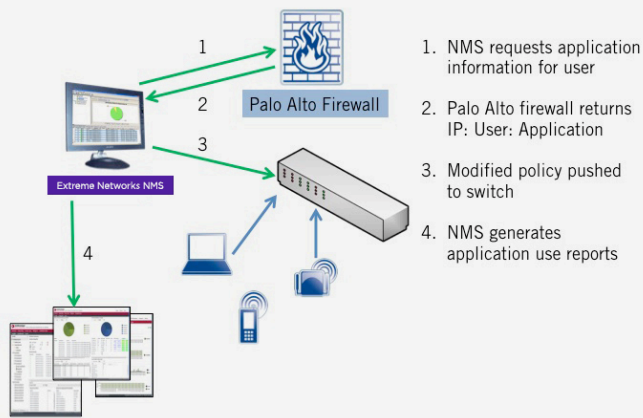 1
2
Palo Alto Firewall
3
Extreme Networks NMS
4
1. NMS requests application
information for user
2. Palo Alto firewall returns
IP: User: Application
3. Modified policy pushed
to switch
4. NMS generates
application use reports